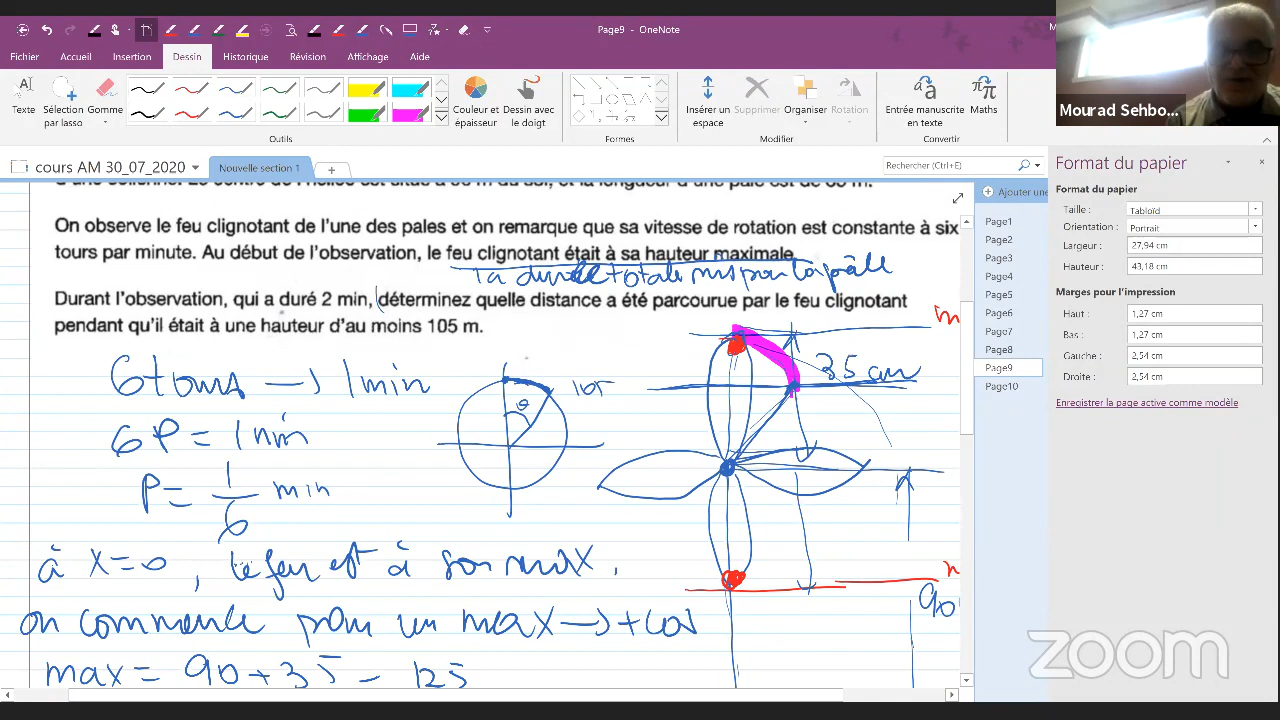 Page9 - OneNote
Fichier Accueil Insertion Dessin Historique Révision Affichage Aide
Texte Sélection par lasso Gomme Couleur et épaisseur Dessin avec le doigt Insérer un espace Supprimer Organiser Rotation Entrée manuscrite en texte Maths
Outils Formes Modifier Convertir
Mourad Sehbo...
cours AM 30_07_2020 Nouvelle section 1 +
Rechercher (Ctrl+E)
On observe le feu clignotant de l'une des pales et on remarque que sa vitesse de rotation est constante à six
tours par minute. Au début de l'observation, le feu clignotant était à sa hauteur maximale.
la durée totale mis pour la pâle
Durant l'observation, qui a duré 2 min, déterminez quelle distance a été parcourue par le feu clignotant
pendant qu'il était à une hauteur d'au moins 105 m.
6 tours → 1 min
6P = 1 min
P = 1/6 min
à x=0, le feu est à son max.
on commence pour un max → + cos
max = 90 + 35 = 125
θ
105
35 cm
m
90
Ajouter une
Page1
Page2
Page3
Page4
Page5
Page6
Page7
Page8
Page9
Page10
Format du papier
Format du papier
Taille : Tabloïd
Orientation : Portrait
Largeur : 27,94 cm
Hauteur : 43,18 cm
Marges pour l'impression
Haut : 1,27 cm
Bas : 1,27 cm
Gauche : 2,54 cm
Droite : 2,54 cm
Enregistrer la page active comme modèle
zoom